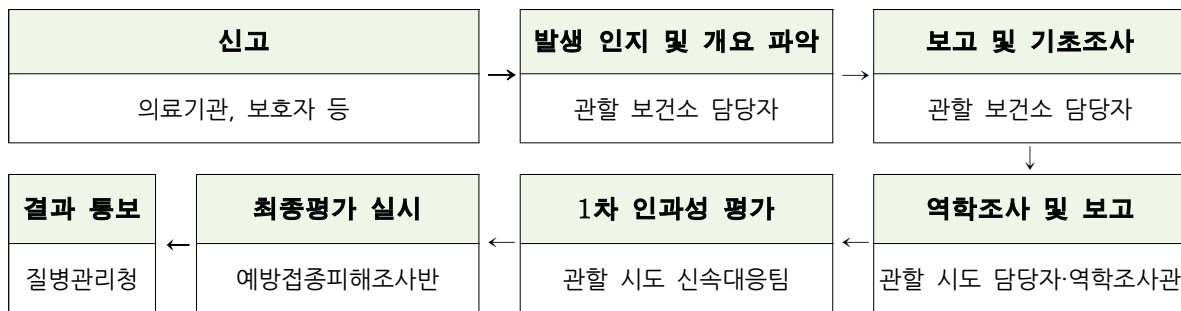 신고
의료기관, 보호자 등
→
발생 인지 및 개요 파악
관할 보건소 담당자
→
보고 및 기초조사
관할 보건소 담당자
↓
역학조사 및 보고
관할 시도 담당자·역학조사관
←
1차 인과성 평가
관할 시도 신속대응팀
←
최종평가 실시
예방접종피해조사반
←
결과 통보
질병관리청